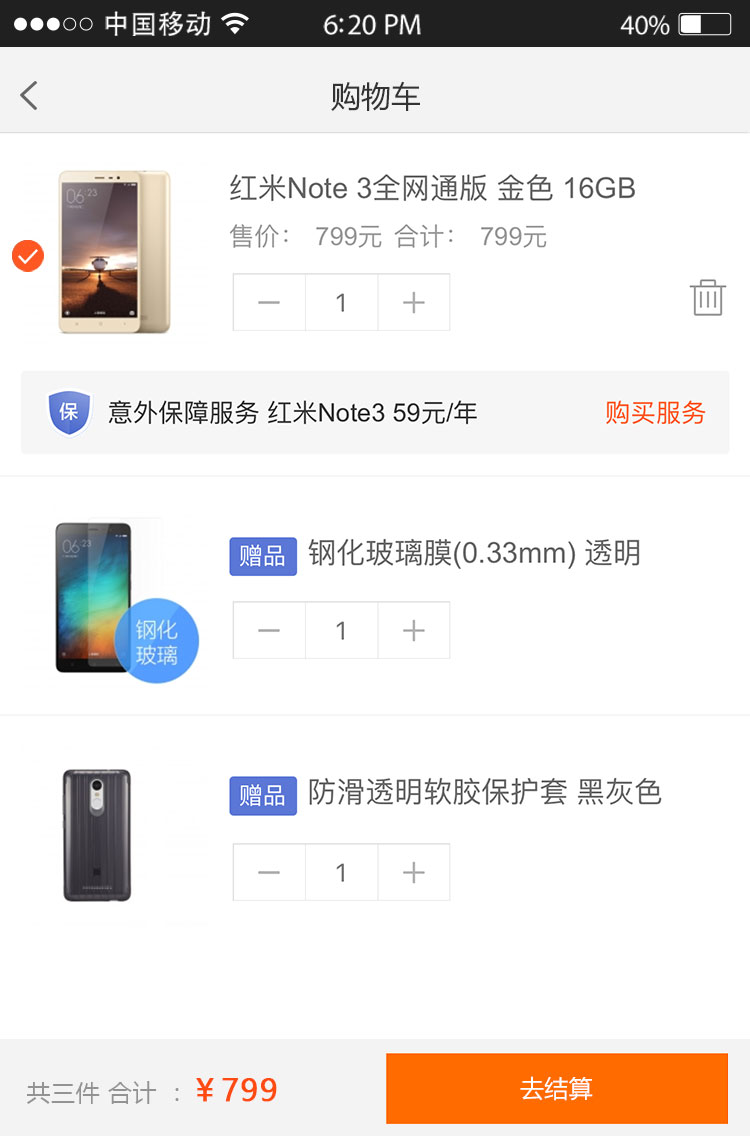 中国移动 6:20 PM 40%
购物车
06:23
红米Note 3全网通版 金色 16GB
售价： 799元 合计： 799元
1
保 意外保障服务 红米Note3 59元/年 购买服务
06:23
钢化
玻璃
赠品 钢化玻璃膜(0.33mm) 透明
1
赠品 防滑透明软胶保护套 黑灰色
1
共三件 合计 ：¥ 799 去结算